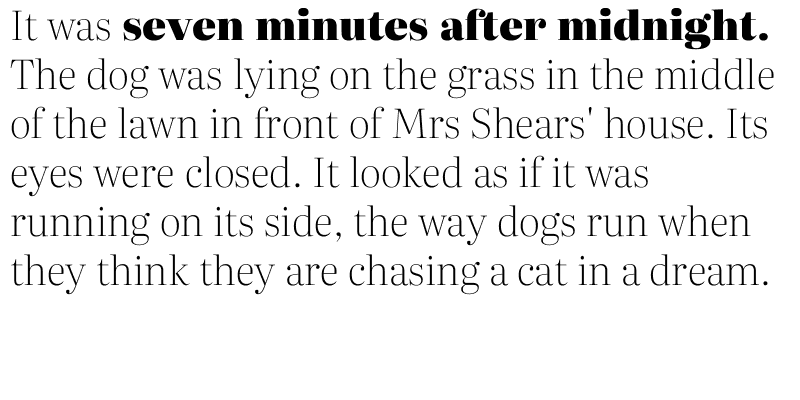 It was seven minutes after midnight.
The dog was lying on the grass in the middle
of the lawn in front of Mrs Shears' house. Its
eyes were closed. It looked as if it was
running on its side, the way dogs run when
they think they are chasing a cat in a dream.